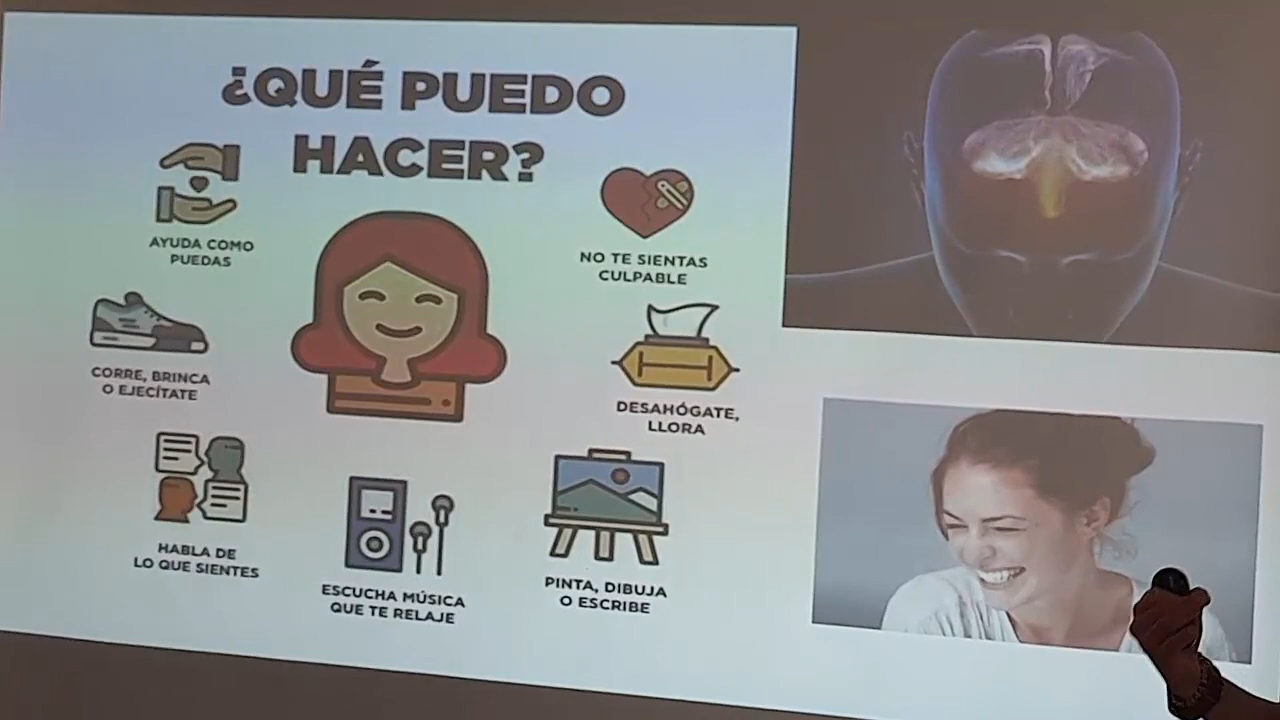 ¿QUÉ PUEDO
HACER?
AYUDA COMO
PUEDAS
NO TE SIENTAS
CULPABLE
CORRE, BRINCA
O EJECÍTATE
DESAHÓGATE,
LLORA
HABLA DE
LO QUE SIENTES
ESCUCHA MÚSICA
QUE TE RELAJE
PINTA, DIBUJA
O ESCRIBE